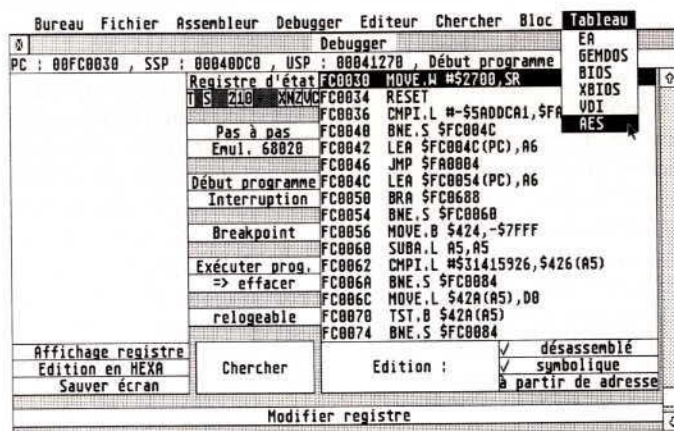 Bureau Fichier Assembleur Debugger Editeur Chercher Bloc Tableau
Debugger
PC : 00FC0030 , SSP : 00040DC0 , USP : 00041270 , Début programme
EA
GEMDOS
BIOS
XBIOS
VDI
AES
Registre d'état
T S 210 XNZVC
Pas à pas
Emul. 68020
Début programme
Interruption
Breakpoint
Exécuter prog.
=> effacer
relogeable
FC0030 MOVE.W #$2700,SR
FC0034 RESET
FC0036 CMPI.L #-$5ADDCA1,$FA
FC0040 BNE.S $FC004C
FC0042 LEA $FC004C(PC),A6
FC0046 JMP $FA0004
FC004C LEA $FC0054(PC),A6
FC0050 BRA $FC0688
FC0054 BNE.S $FC0060
FC0056 MOVE.B $424,-$7FFF
FC0060 SUBA.L A5,A5
FC0062 CMPI.L #$31415926,$426(A5)
FC006A BNE.S $FC0084
FC006C MOVE.L $42A(A5),D0
FC0070 TST.B $42A(A5)
FC0074 BNE.S $FC0084
Affichage registre
Edition en HEXA
Sauver écran
Chercher
Edition :
√ désassemblé
√ symbolique
à partir de adresse
Modifier registre